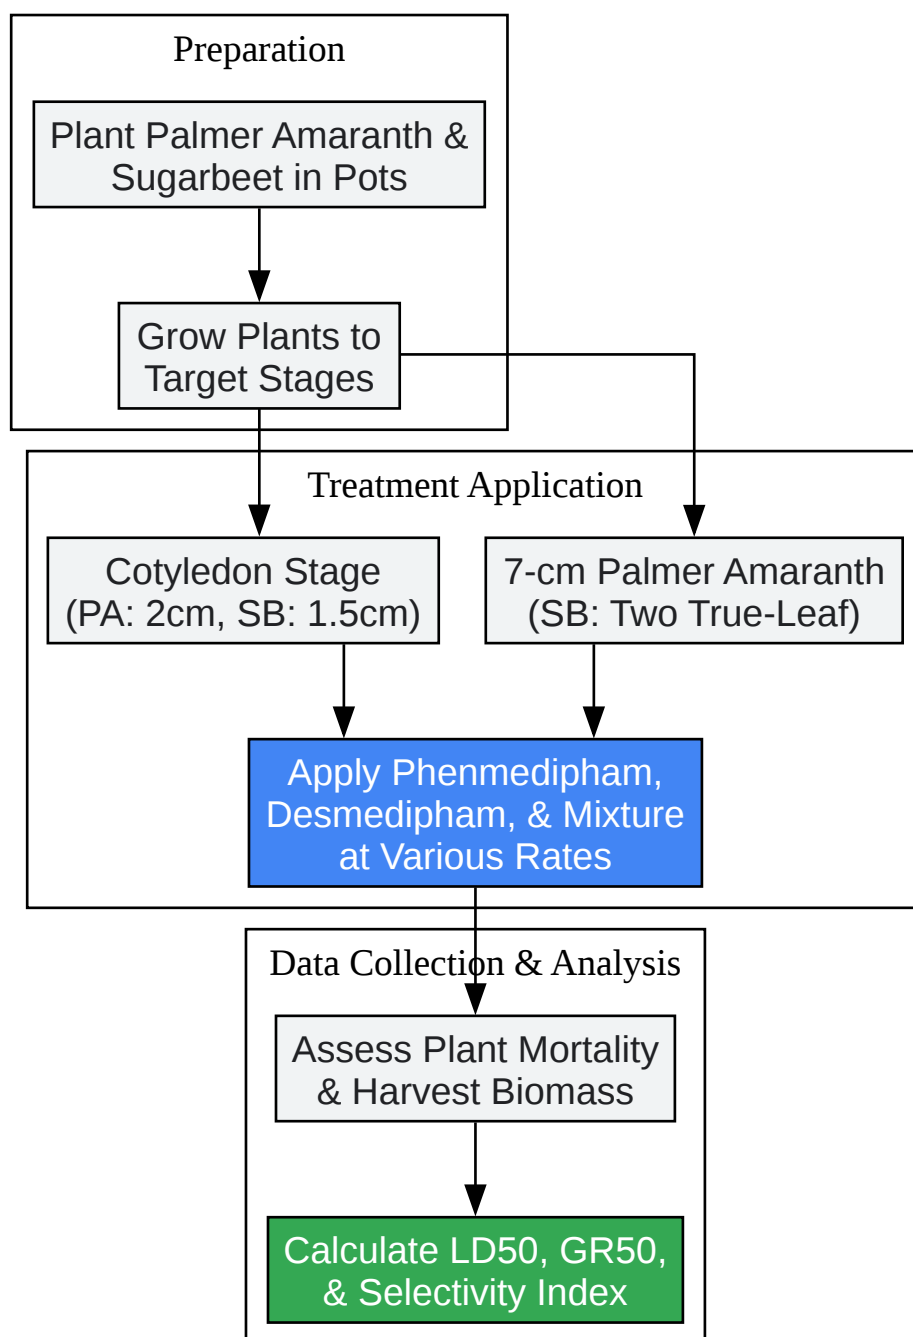 Preparation
Plant Palmer Amaranth &
Sugarbeet in Pots
Grow Plants to
Target Stages
Treatment Application
Cotyledon Stage
(PA: 2cm, SB: 1.5cm)
7-cm Palmer Amaranth
(SB: Two True-Leaf)
Apply Phenmedipham,
Desmedipham, & Mixture
at Various Rates
Data Collection & Analysis
Assess Plant Mortality
& Harvest Biomass
Calculate LD50, GR50,
& Selectivity Index